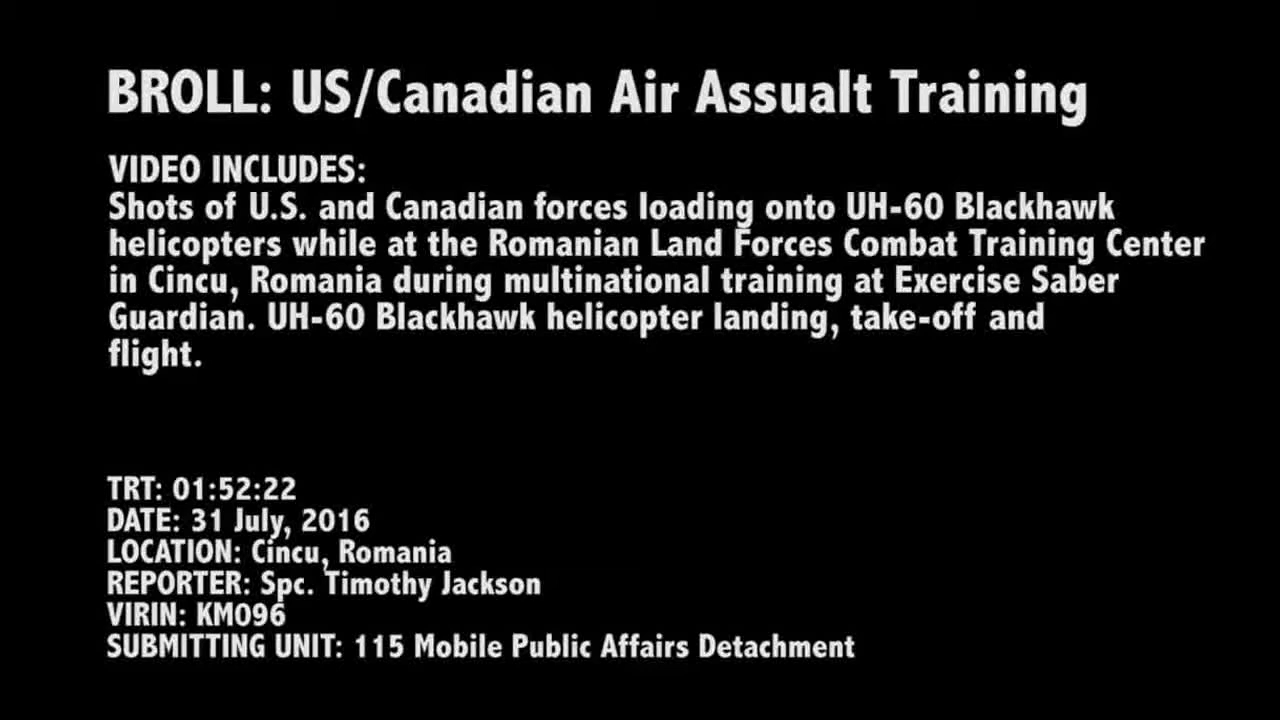 BROLL: US/Canadian Air Assualt Training
VIDEO INCLUDES:
Shots of U.S. and Canadian forces loading onto UH-60 Blackhawk
helicopters while at the Romanian Land Forces Combat Training Center
in Cincu, Romania during multinational training at Exercise Saber
Guardian. UH-60 Blackhawk helicopter landing, take-off and
flight.
TRT: 01:52:22
DATE: 31 July, 2016
LOCATION: Cincu, Romania
REPORTER: Spc. Timothy Jackson
VIRIN: KM096
SUBMITTING UNIT: 115 Mobile Public Affairs Detachment